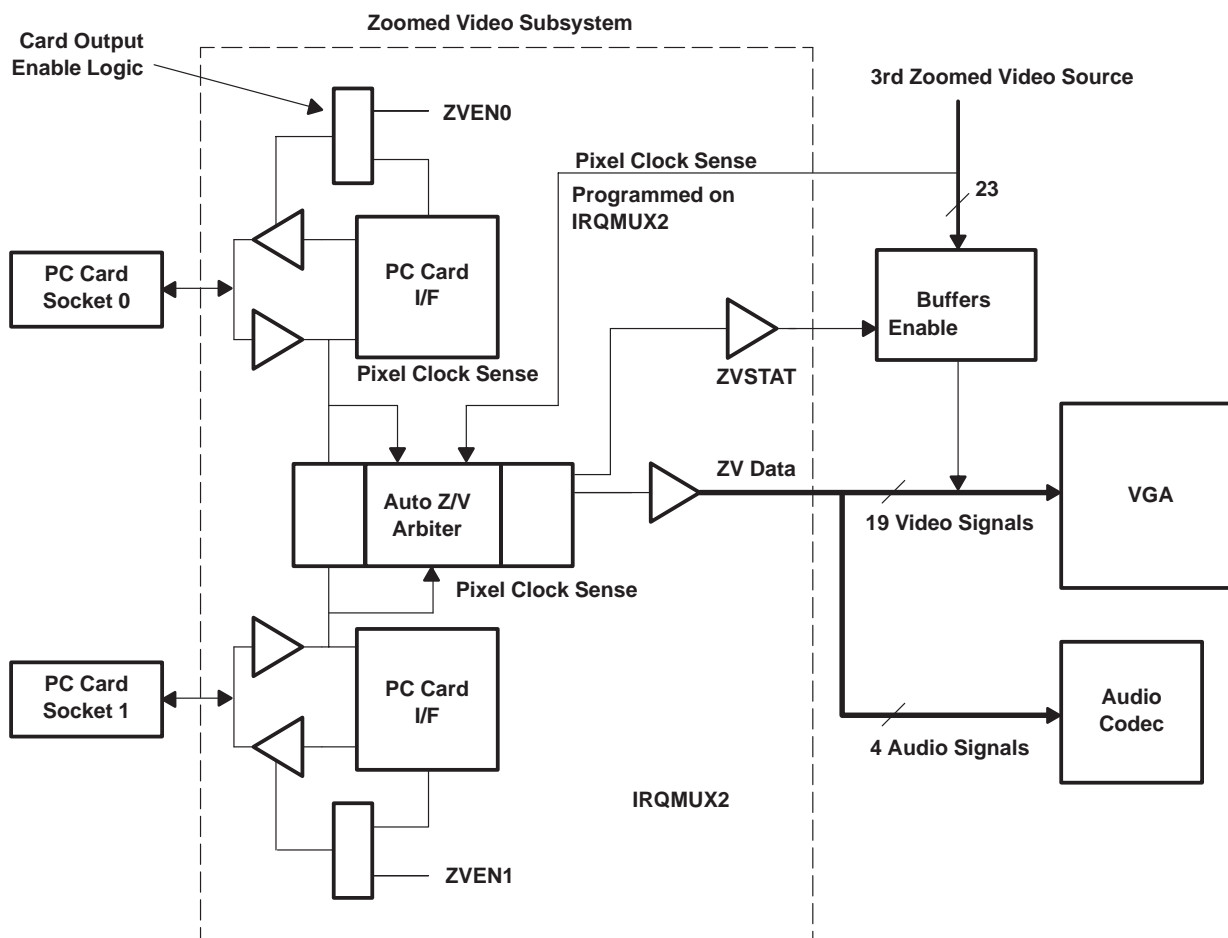 Zoomed Video Subsystem
Card Output
Enable Logic
3rd Zoomed Video Source
ZVEN0
Pixel Clock Sense
Programmed on
IRQMUX2
23
PC Card
Socket 0
PC Card
I/F
Buffers
Enable
Pixel Clock Sense
ZVSTAT
ZV Data
Auto Z/V
Arbiter
19 Video Signals
VGA
Pixel Clock Sense
PC Card
Socket 1
PC Card
I/F
Audio
Codec
4 Audio Signals
IRQMUX2
ZVEN1